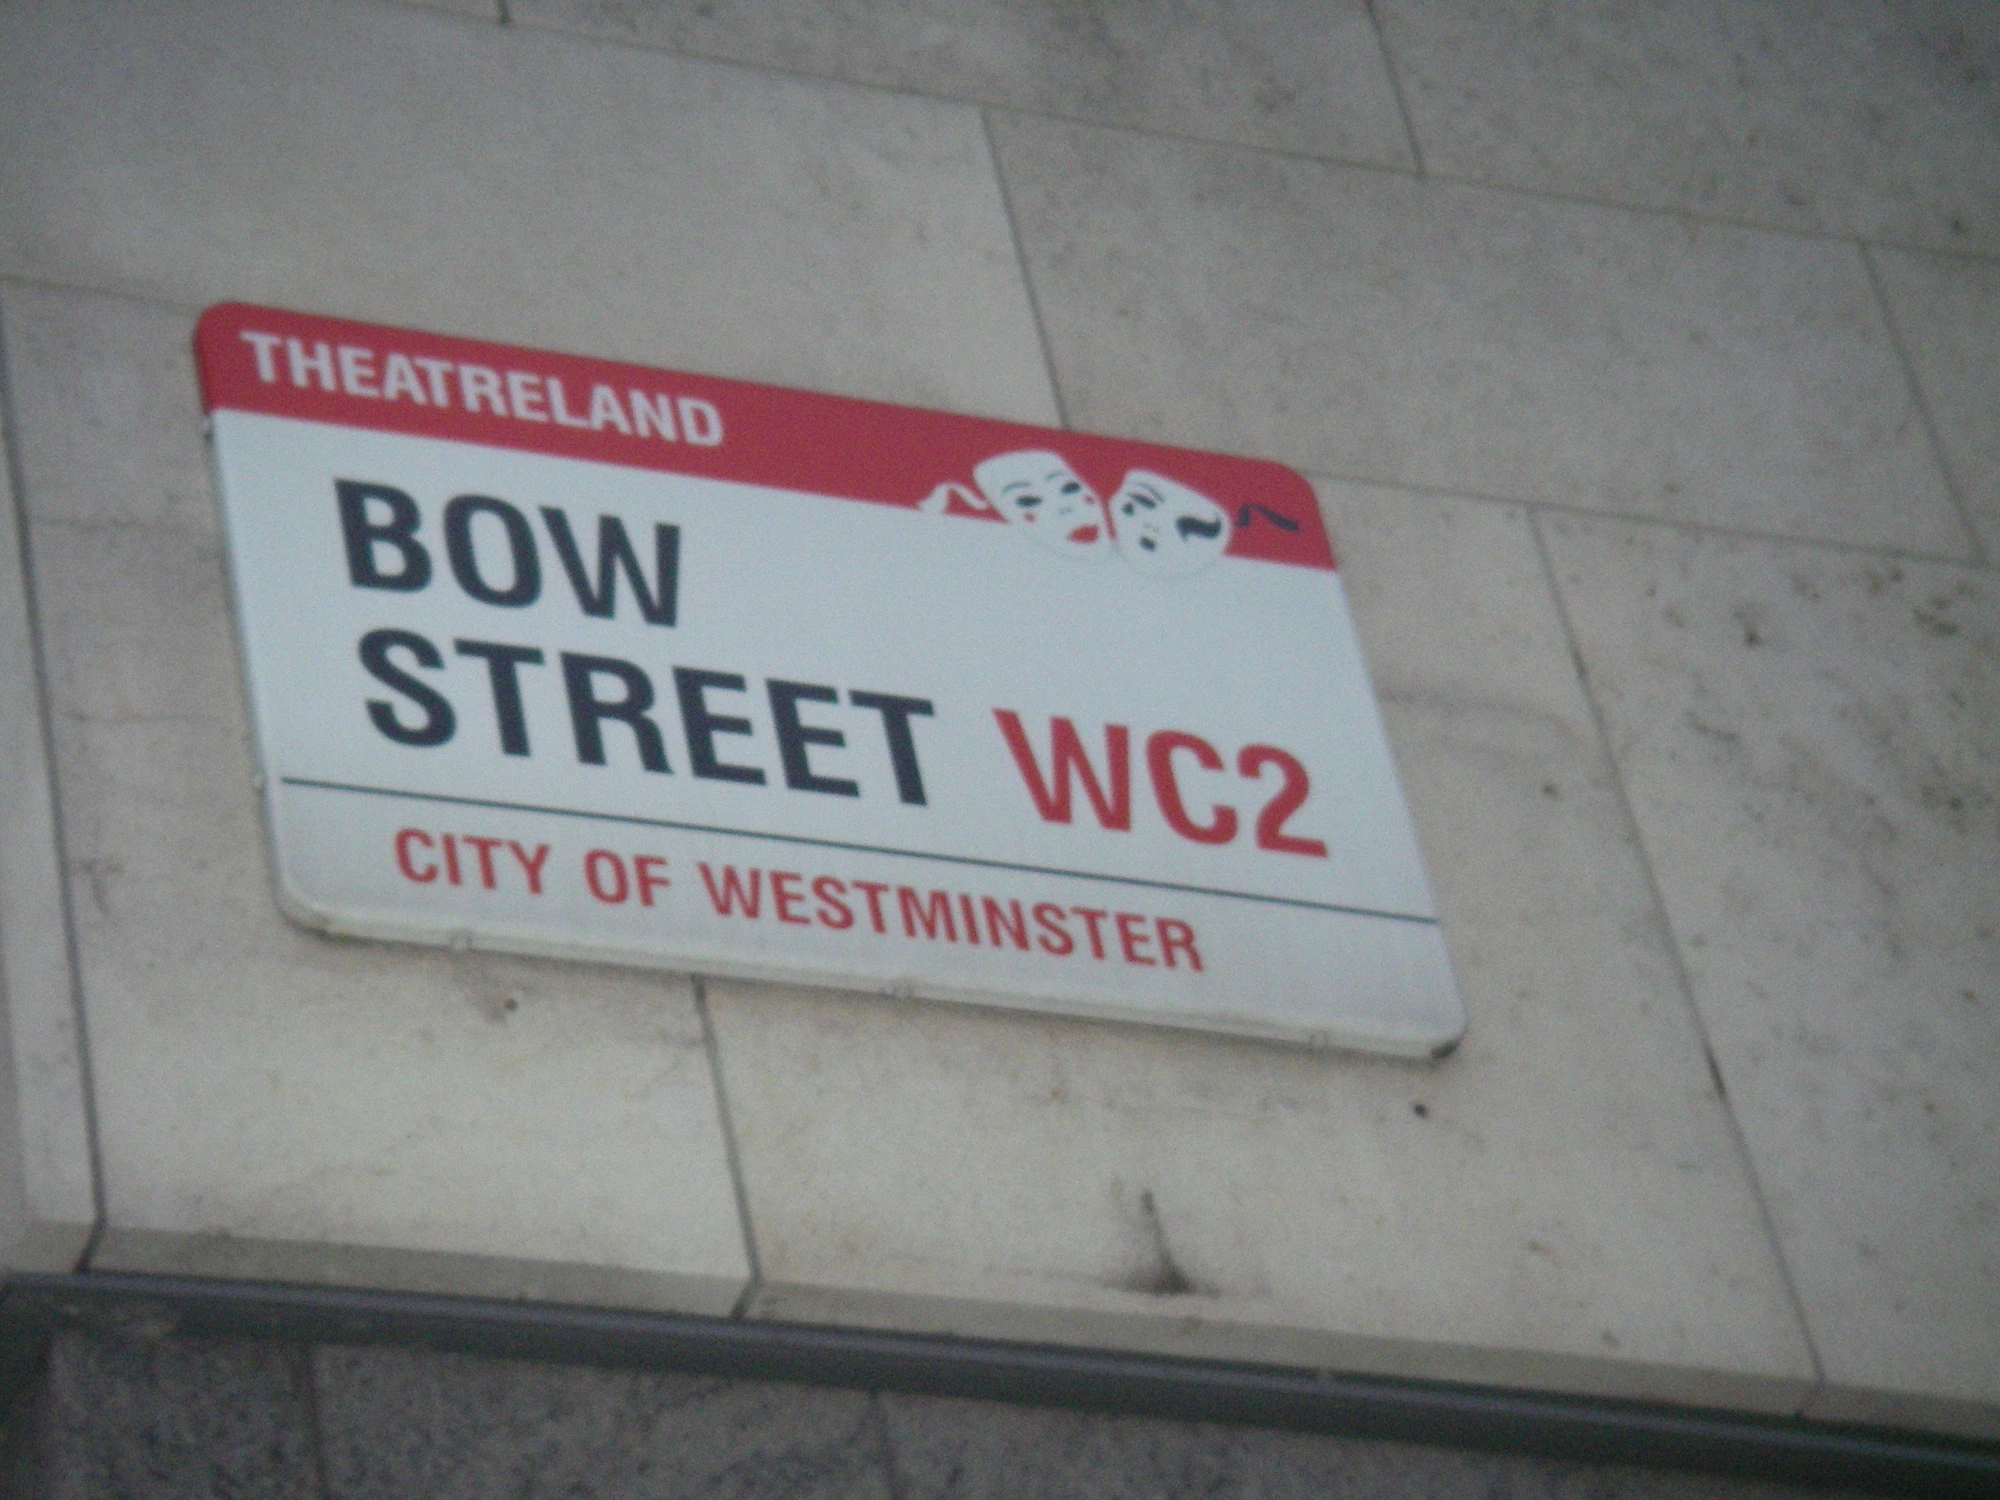 THEATRELAND
BOW
STREET WC2
CITY OF WESTMINSTER